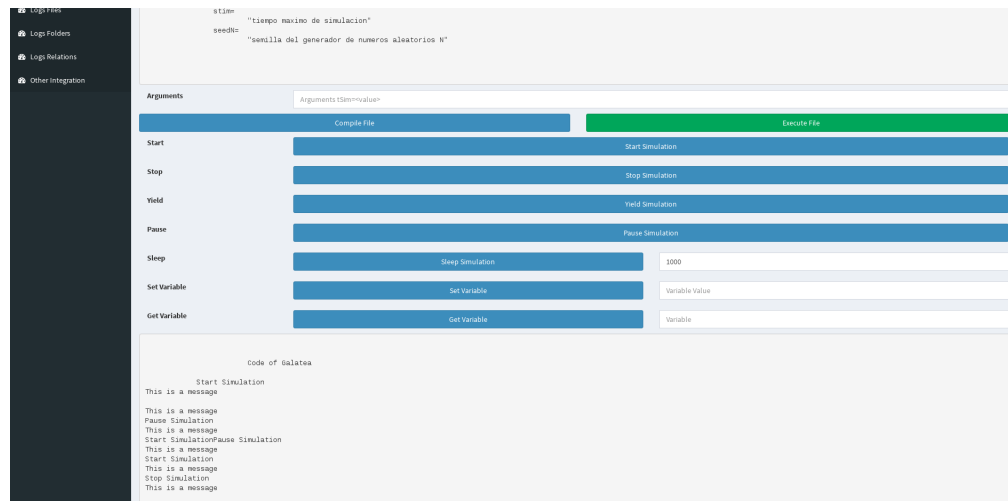 Logs Files
Logs Folders
Logs Relations
Other Integration
stim=
"tiempo maximo de simulacion"
seedN=
"semilla del generador de numeros aleatorios N"
Arguments
Arguments tSim=<value>
Compile File
Execute File
Start
Start Simulation
Stop
Stop Simulation
Yield
Yield Simulation
Pause
Pause Simulation
Sleep
Sleep Simulation
1000
Set Variable
Set Variable
Variable Value
Get Variable
Get Variable
Variable
Code of Galatea
Start Simulation
This is a message
This is a message
Pause Simulation
This is a message
Start SimulationPause Simulation
This is a message
Start Simulation
This is a message
Stop Simulation
This is a message